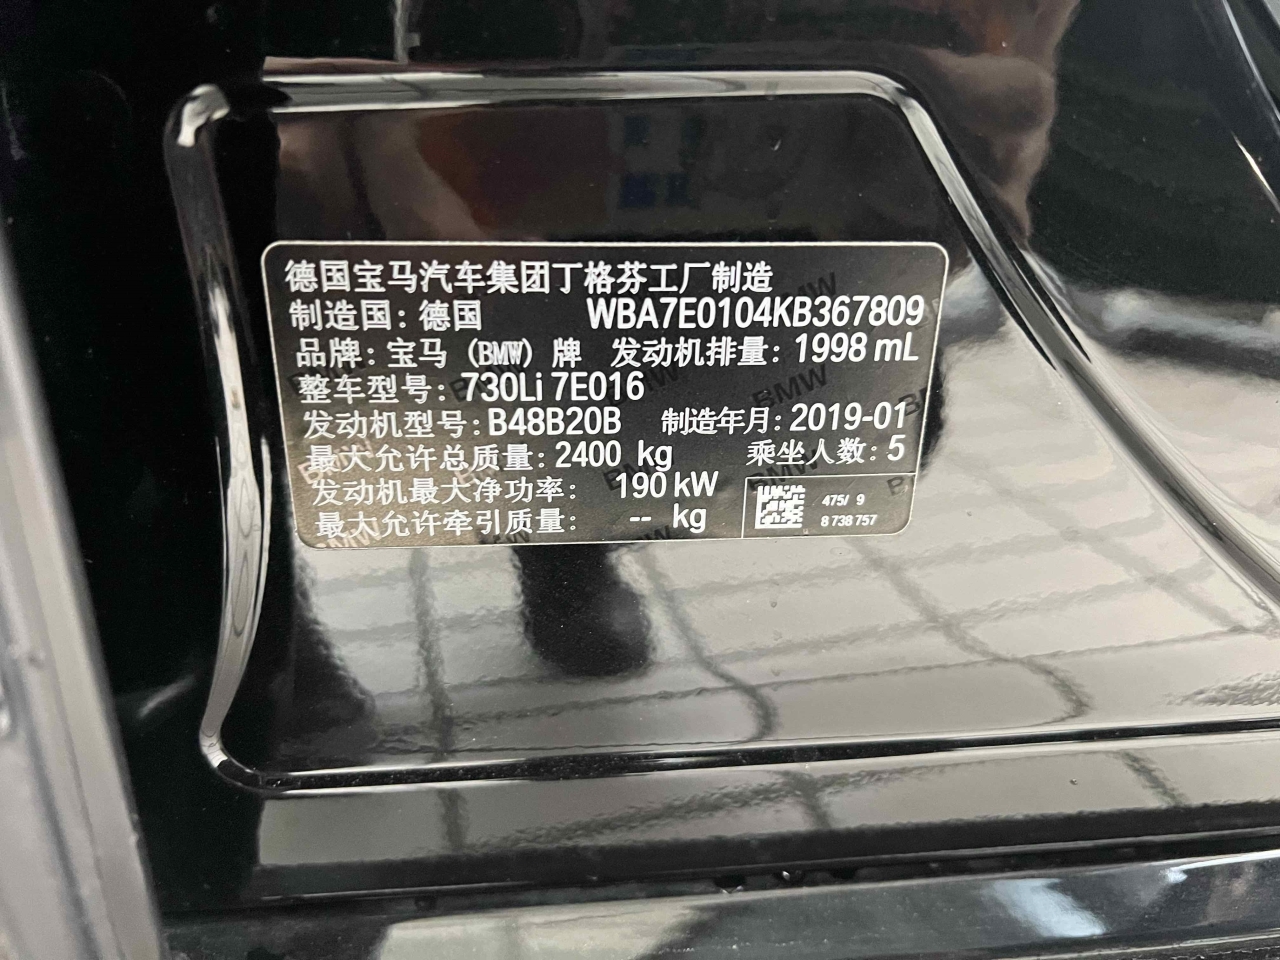 德国宝马汽车集团丁格芬工厂制造
制造国：德国 WBA7E0104KB367809
品牌：宝马（BMW）牌 发动机排量：1998 mL
整车型号：730Li 7E016
发动机型号：B48B20B 制造年月：2019-01
最大允许总质量：2400 kg 乘坐人数：5
发动机最大净功率： 190 kW
最大允许牵引质量： -- kg
475/ 9
8 738 757